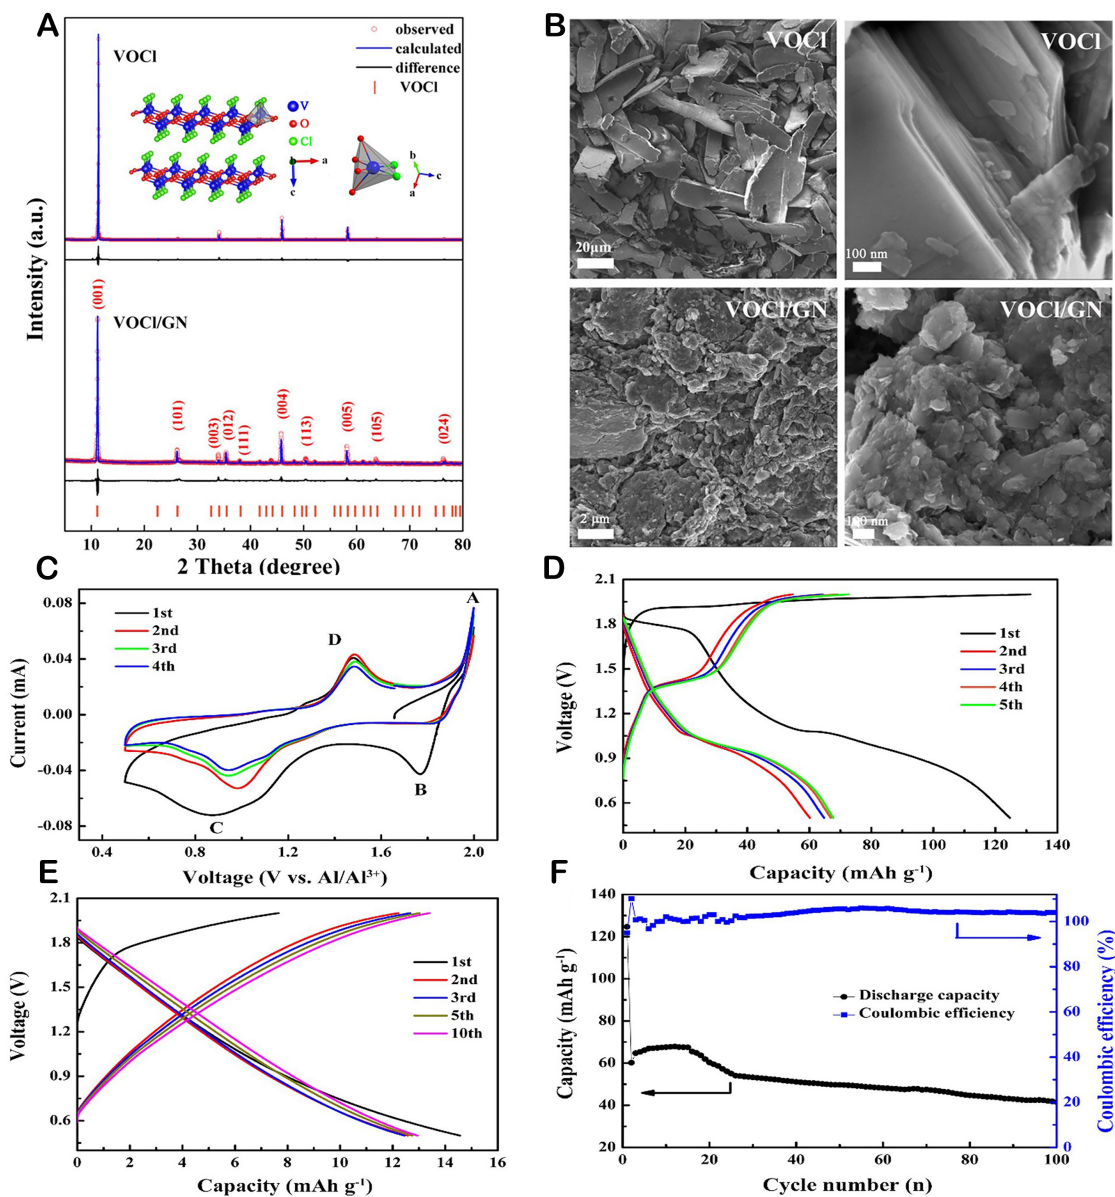 A
Intensity (a.u.)
VOCl
observed
calculated
difference
VOCl
V
O
Cl
a
c
b
c
a
VOCl/GN
(001)
(101)
(003)
(012)
(111)
(004)
(113)
(005)
(105)
(024)
10 20 30 40 50 60 70 80
2 Theta (degree)
B
VOCl
20μm
VOCl
100 nm
VOCl/GN
2 μm
VOCl/GN
100 nm
C
Current (mA)
0.08
0.04
0.00
-0.04
-0.08
1st
2nd
3rd
4th
A
D
B
C
0.4 0.8 1.2 1.6 2.0
Voltage (V vs. Al/Al³⁺)
D
Voltage (V)
2.1
1.8
1.5
1.2
0.9
0.6
1st
2nd
3rd
4th
5th
0 20 40 60 80 100 120 140
Capacity (mAh g⁻¹)
E
Voltage (V)
2.1
1.8
1.5
1.2
0.9
0.6
1st
2nd
3rd
5th
10th
0 2 4 6 8 10 12 14 16
Capacity (mAh g⁻¹)
F
Capacity (mAh g⁻¹)
140
120
100
80
60
40
20
Discharge capacity
Coulombic efficiency
100
80
60
40
20
0
Coulombic efficiency (%)
0 20 40 60 80 100
Cycle number (n)